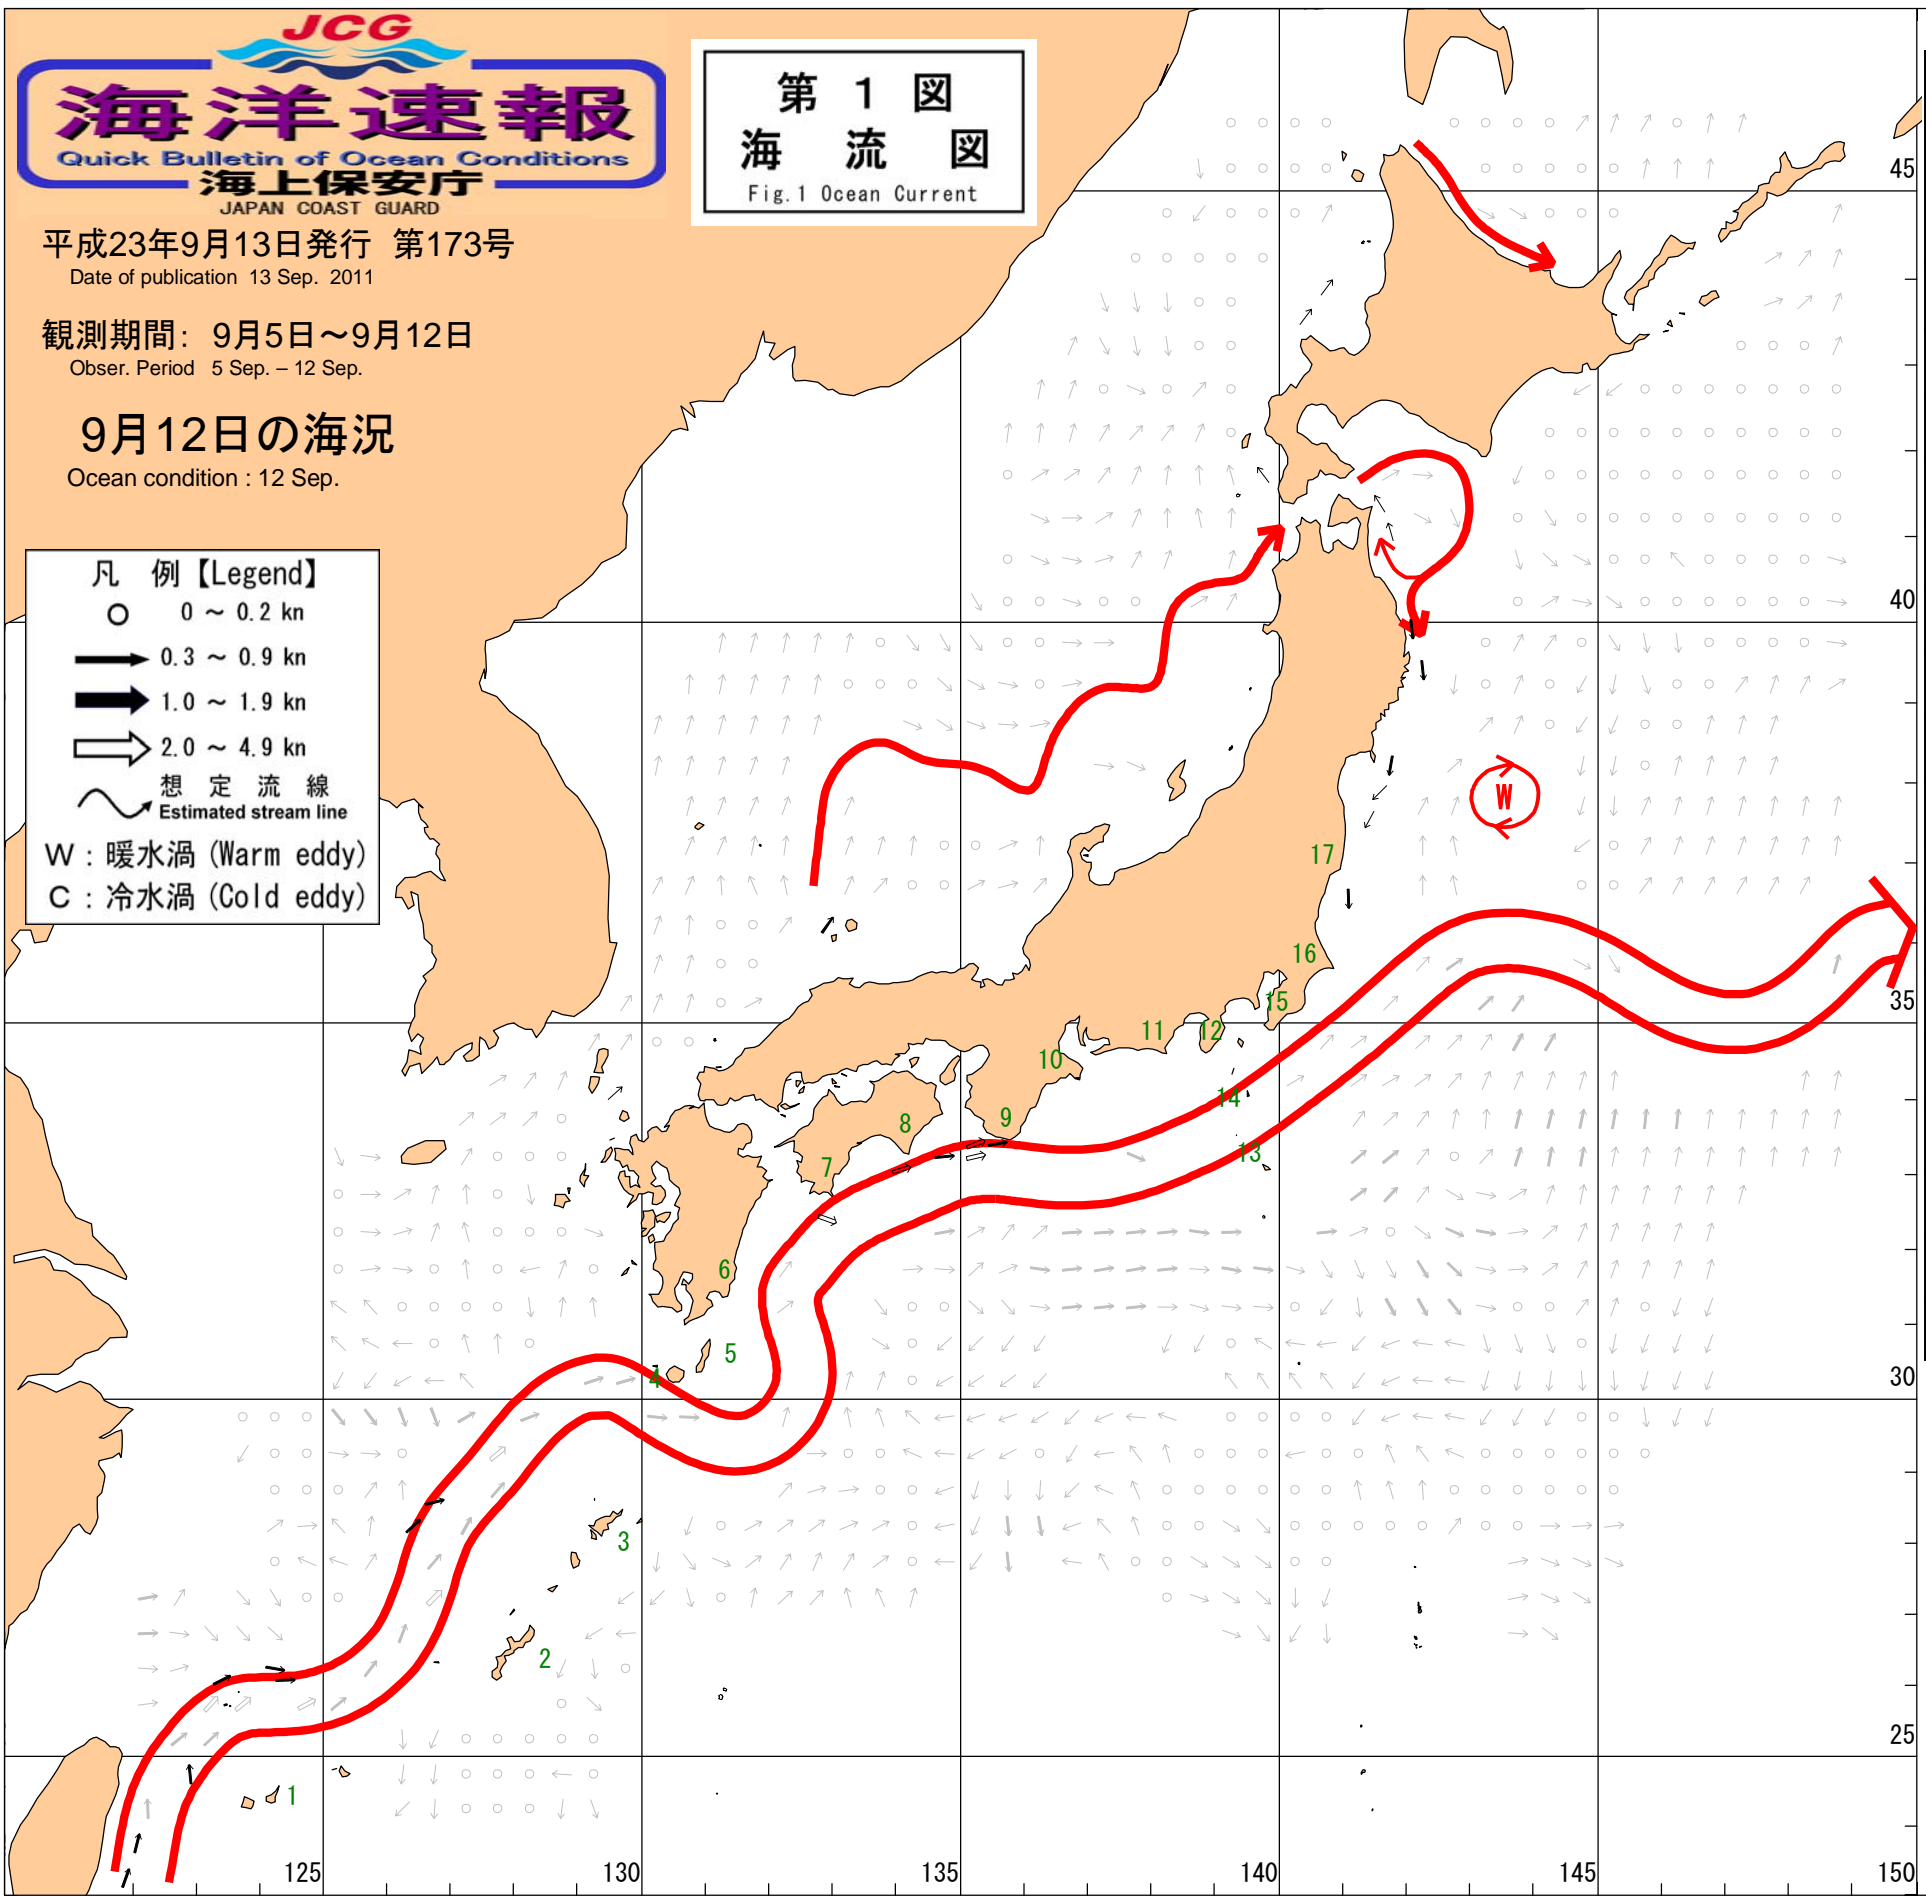 JCG
海洋速報
Quick Bulletin of Ocean Conditions
海上保安庁
JAPAN COAST GUARD
第 1 図
海 流 図
Fig.1 Ocean Current
平成23年9月13日発行 第173号
Date of publication 13 Sep. 2011
観測期間: 9月5日～9月12日
Obser. Period 5 Sep. – 12 Sep.
9月12日の海況
Ocean condition : 12 Sep.
凡 例【Legend】
0 ～ 0.2 kn
0.3 ～ 0.9 kn
1.0 ～ 1.9 kn
2.0 ～ 4.9 kn
想 定 流 線
Estimated stream line
W : 暖水渦 (Warm eddy)
C : 冷水渦 (Cold eddy)
45
40
W
17
16
35
15
12
11
10
14
9
8
13
7
6
5
4
30
3
2
25
1
125
130
135
140
145
150